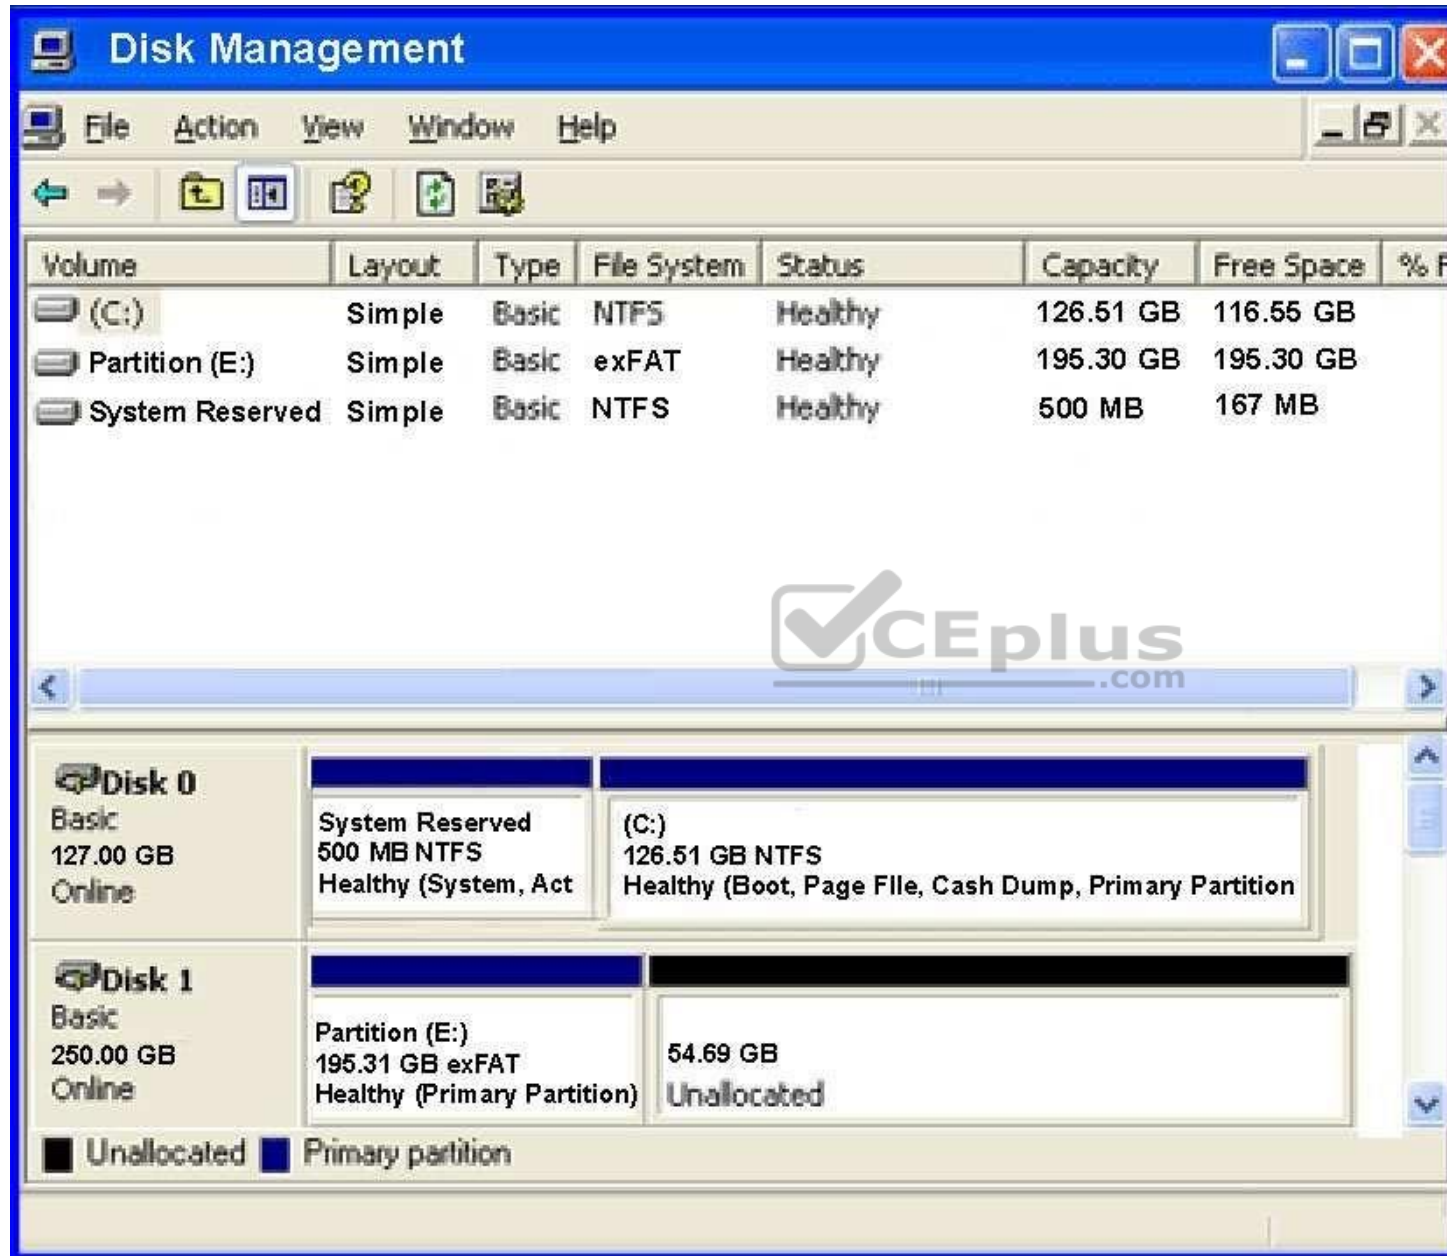 Disk Management
File Action View Window Help
Volume Layout Type File System Status Capacity Free Space % F
(C:) Simple Basic NTFS Healthy 126.51 GB 116.55 GB
Partition (E:) Simple Basic exFAT Healthy 195.30 GB 195.30 GB
System Reserved Simple Basic NTFS Healthy 500 MB 167 MB
CEplus
.com
Disk 0
Basic
127.00 GB
Online
System Reserved
500 MB NTFS
Healthy (System, Act
(C:)
126.51 GB NTFS
Healthy (Boot, Page FIle, Cash Dump, Primary Partition
Disk 1
Basic
250.00 GB
Online
Partition (E:)
195.31 GB exFAT
Healthy (Primary Partition)
54.69 GB
Unallocated
Unallocated Primary partition